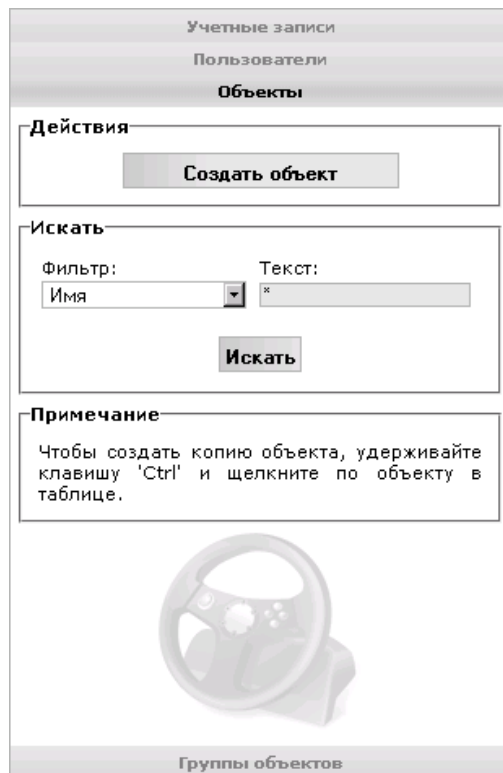 Учетные записи
Пользователи
Объекты
Действия
Создать объект
Искать
Фильтр: Текст:
Имя *
Искать
Примечание
Чтобы создать копию объекта, удерживайте
клавишу 'Ctrl' и щелкните по объекту в
таблице.
Группы объектов